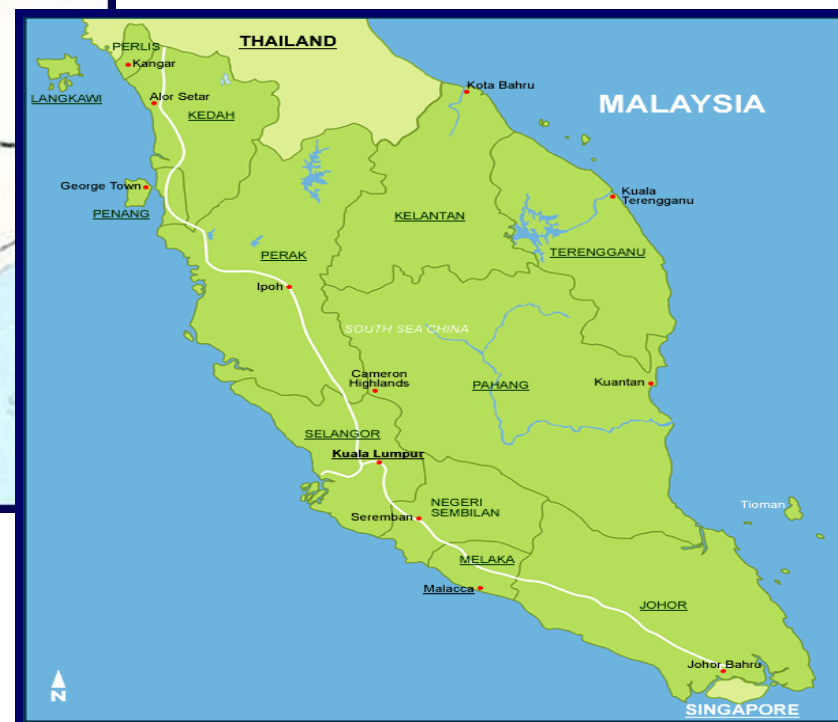 THAILAND
PERLIS
Kangar
LANGKAWI
Alor Setar
KEDAH
Kota Bahru
MALAYSIA
George Town
PENANG
Kuala
Terengganu
KELANTAN
TERENGGANU
PERAK
Ipoh
SOUTH SEA CHINA
Cameron
Highlands
PAHANG
Kuantan
SELANGOR
Kuala Lumpur
NEGERI
SEMBILAN
Seremban
Tioman
MELAKA
Malacca
JOHOR
Johor Bahru
N
SINGAPORE